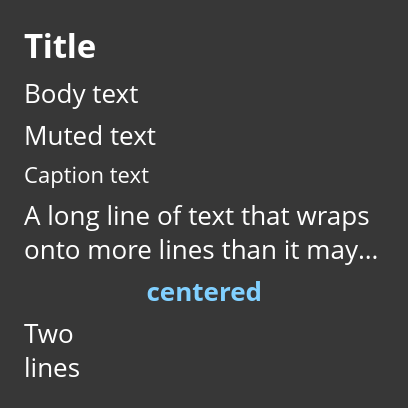 Title
Body text
Muted text
Caption text
A long line of text that wraps
onto more lines than it may…
centered
Two
lines